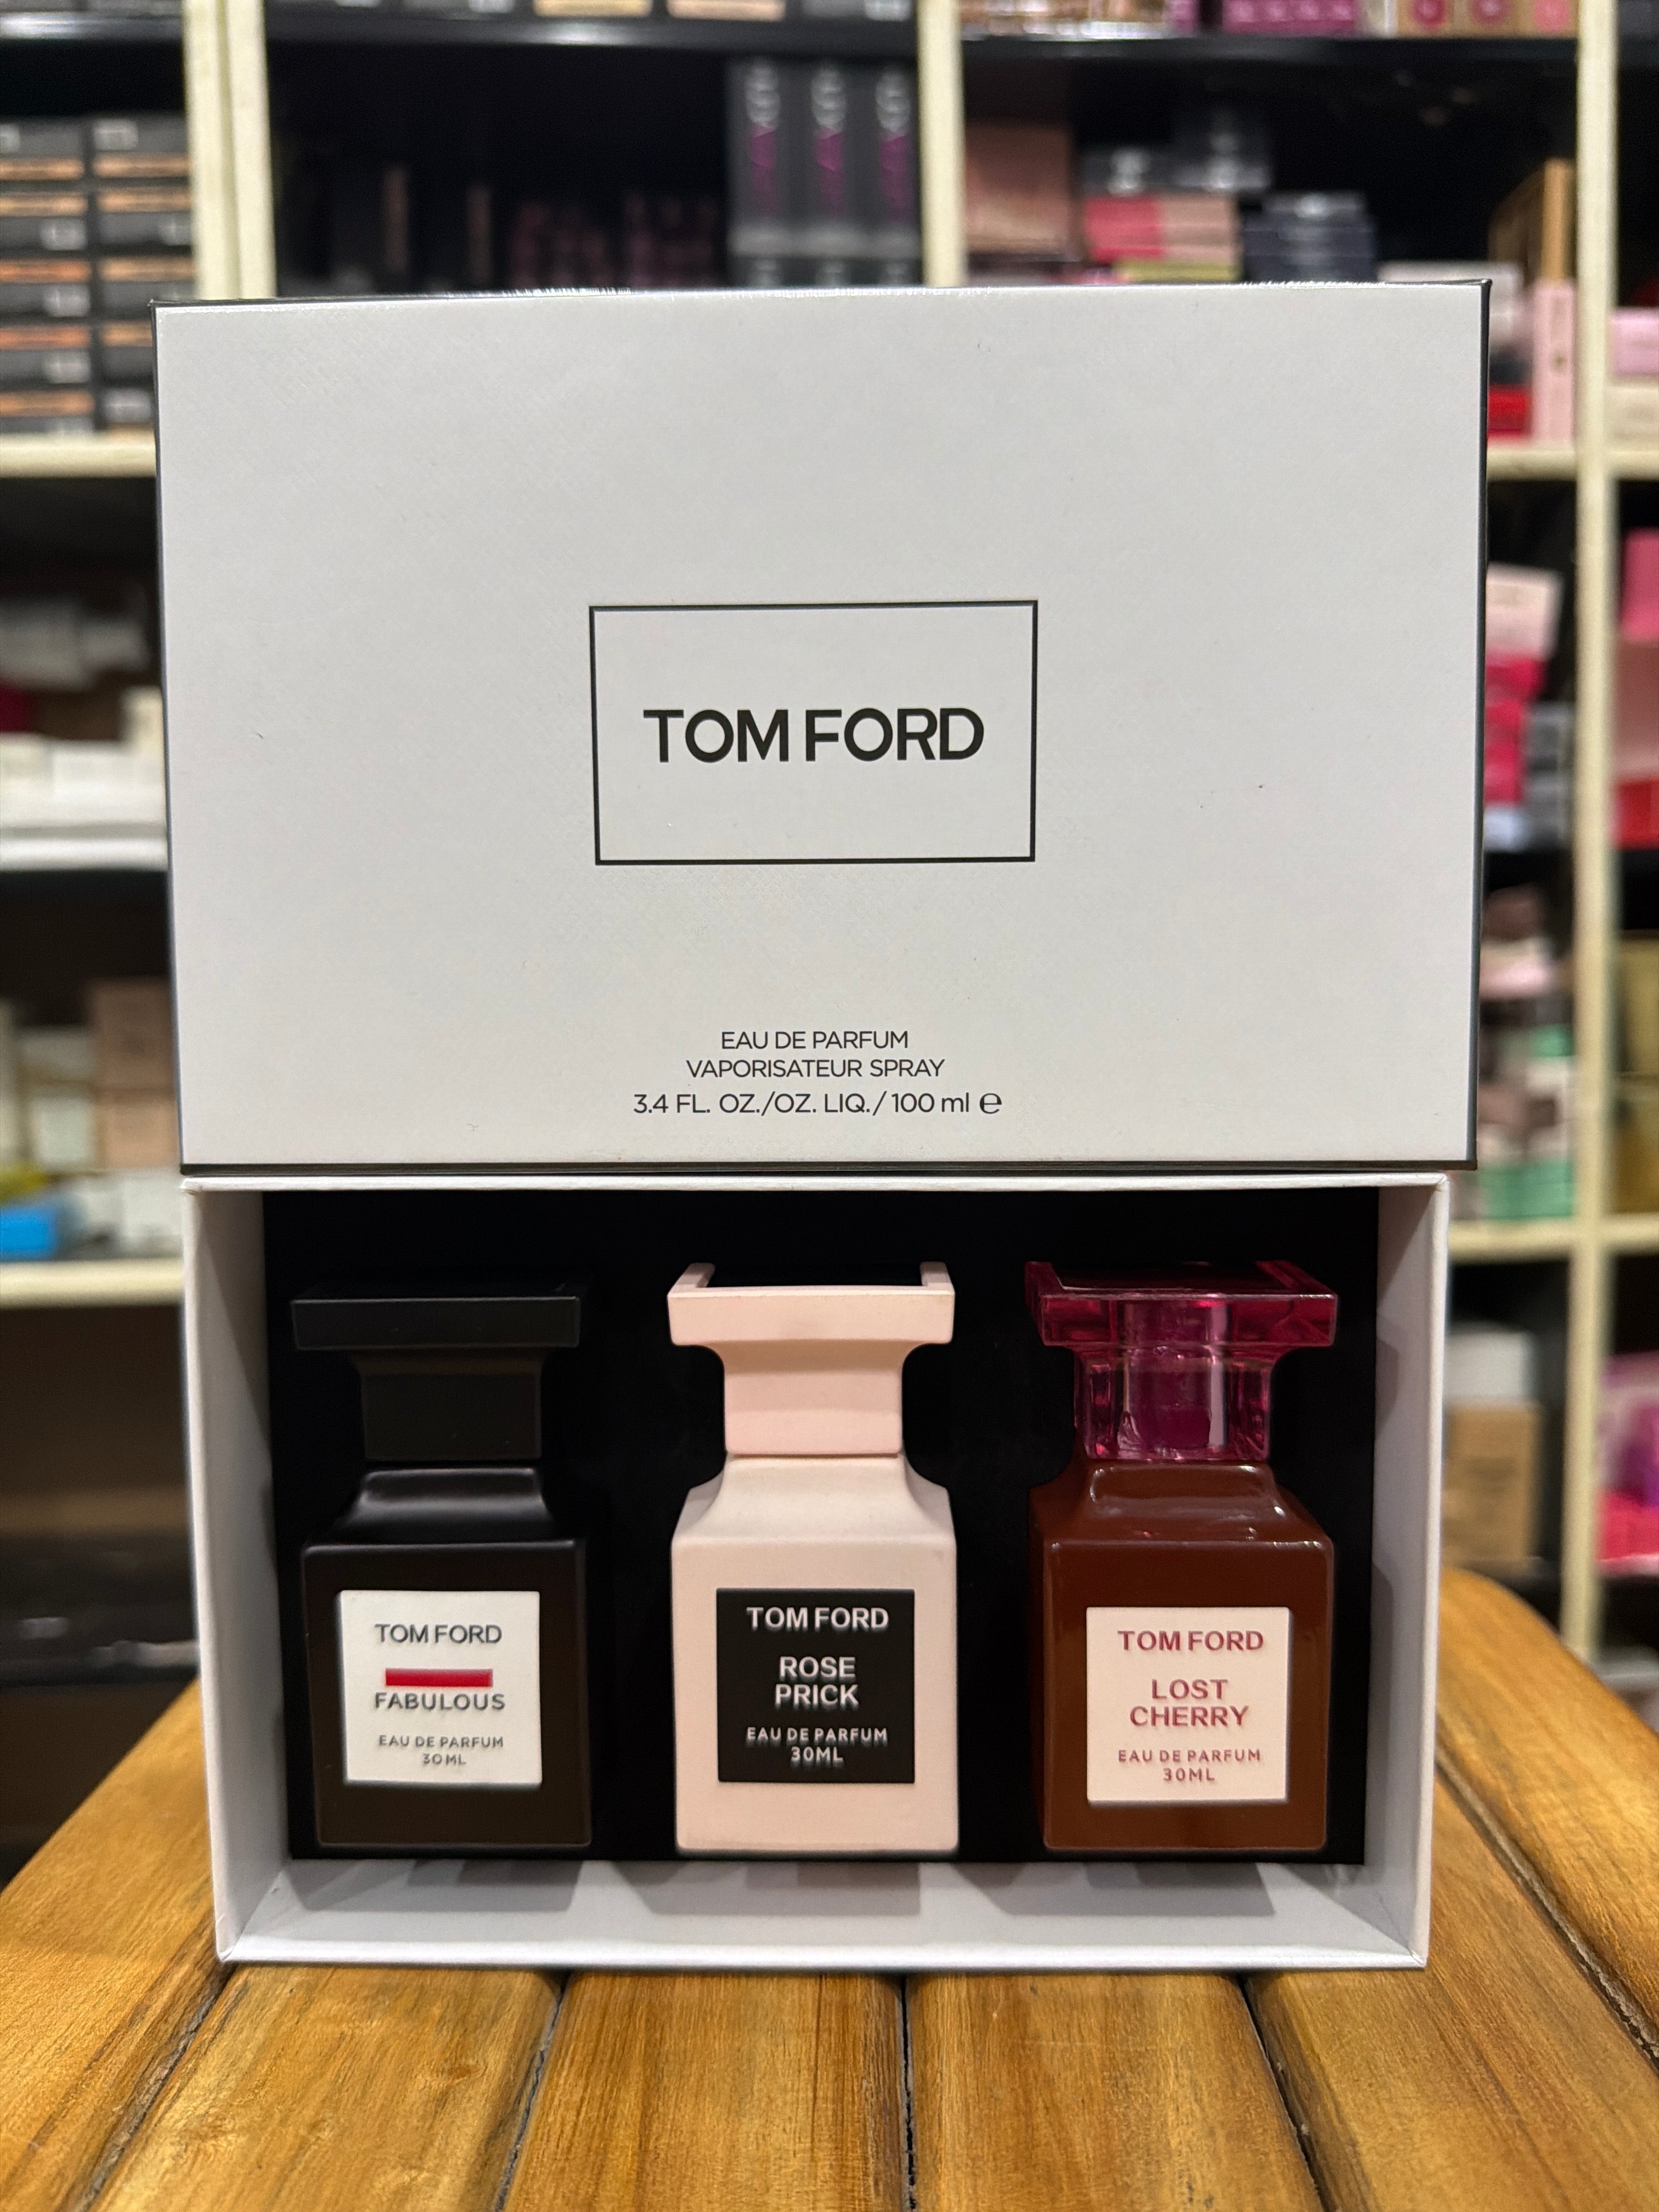 TOM FORD
EAU DE PARFUM
VAPORISATEUR SPRAY
3.4 FL. OZ./OZ. LIQ./ 100 ml ℮
TOM FORD
FABULOUS
EAU DE PARFUM
30ML
TOM FORD
ROSE
PRICK
EAU DE PARFUM
30ML
TOM FORD
LOST
CHERRY
EAU DE PARFUM
30ML